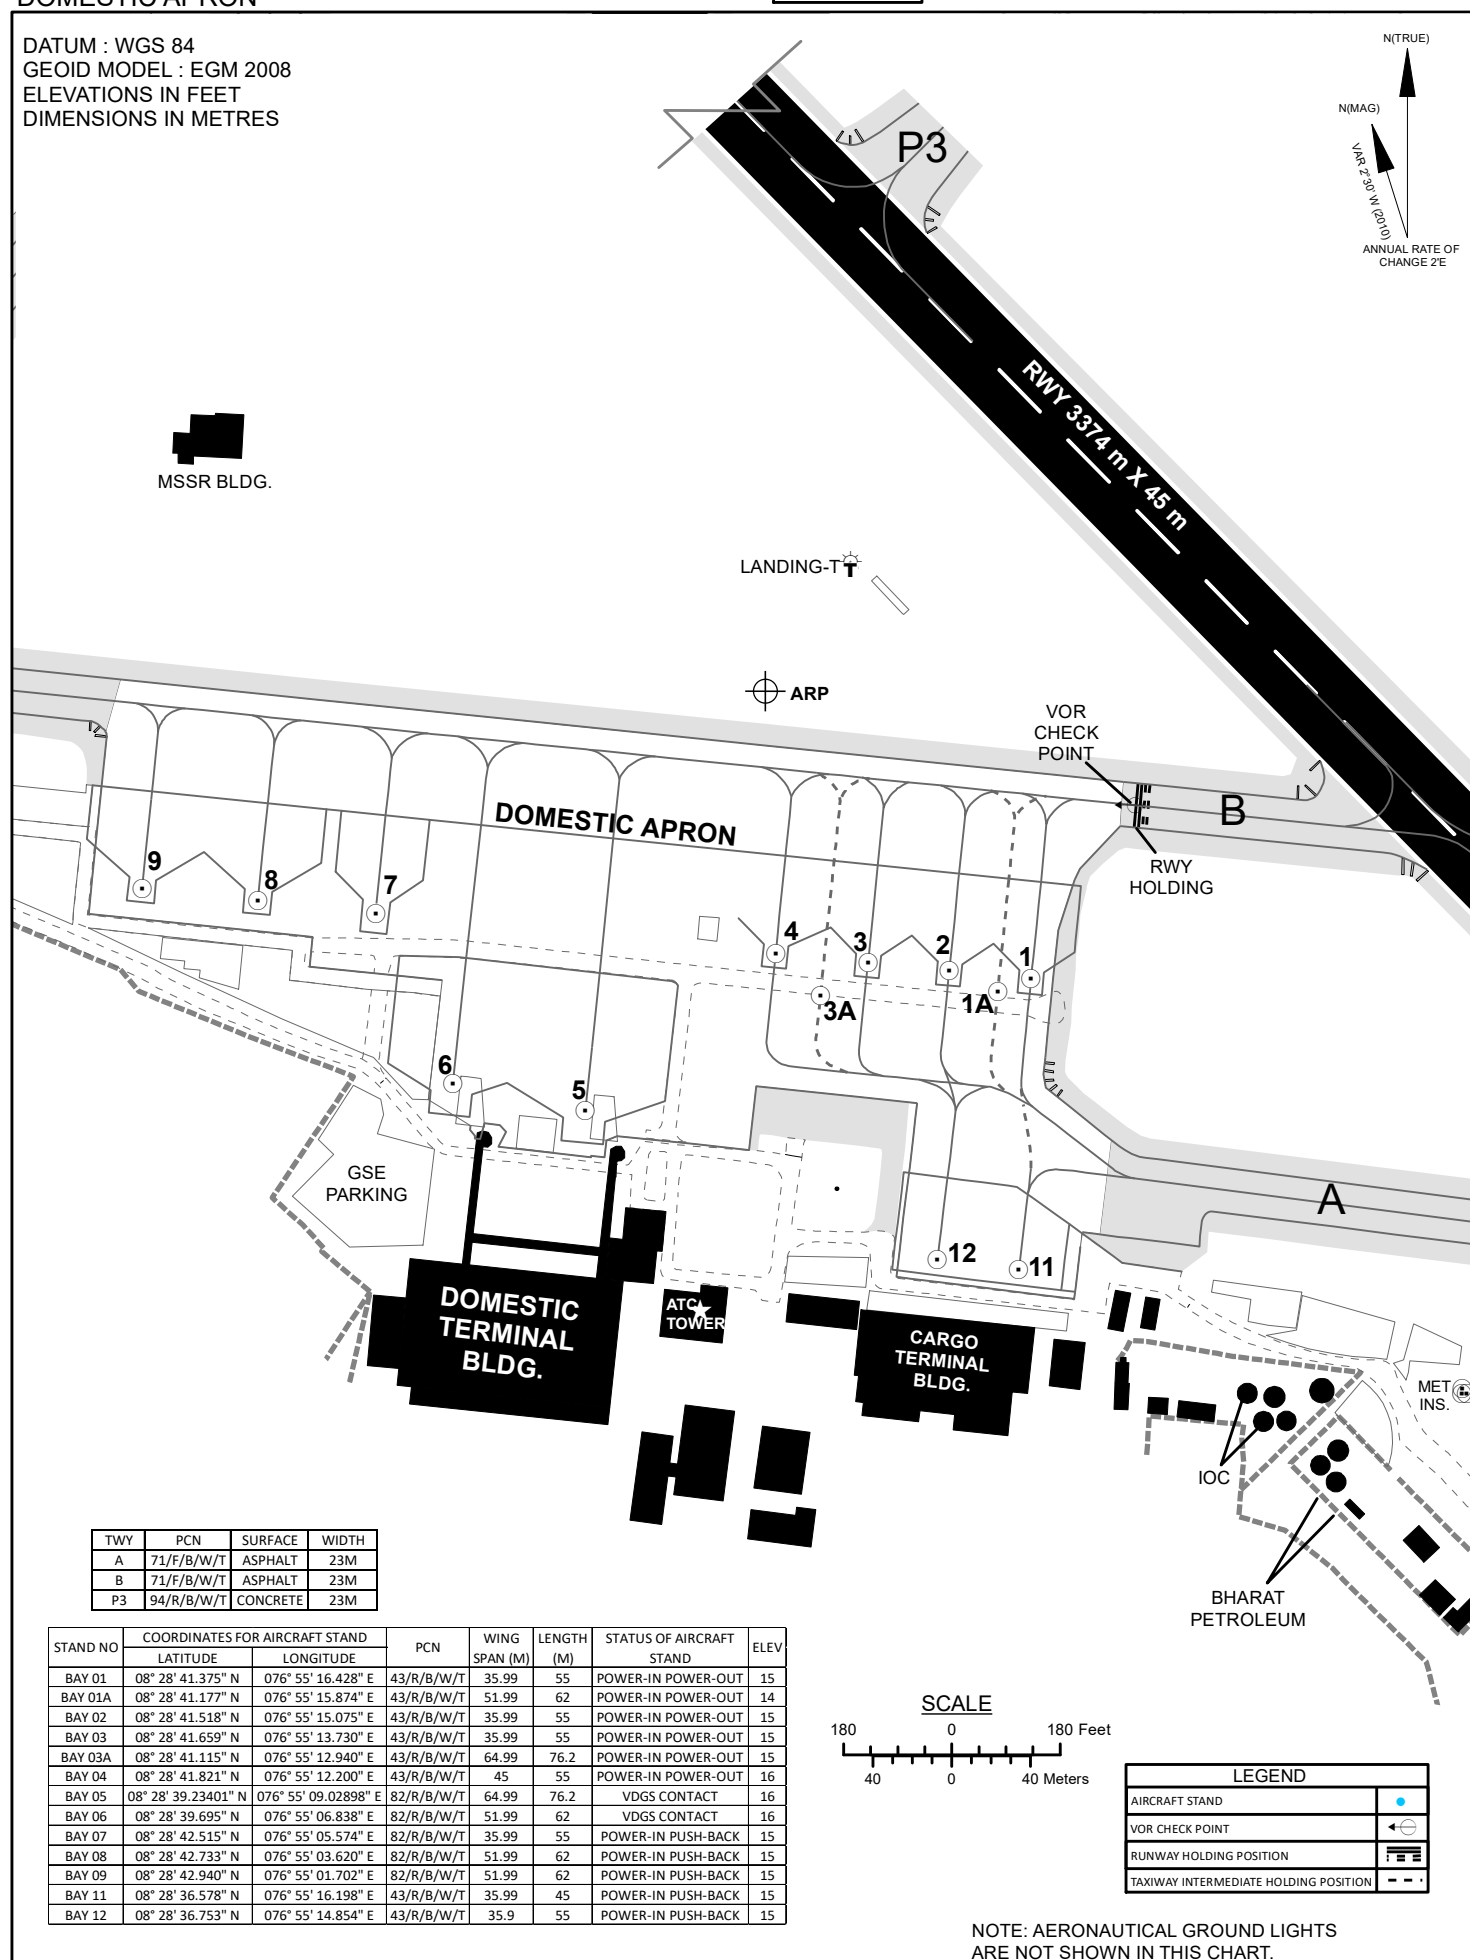 DOMESTIC APRON
DATUM : WGS 84
GEOID MODEL : EGM 2008
ELEVATIONS IN FEET
DIMENSIONS IN METRES
N(TRUE)
N(MAG)
VAR 2°30' W (2010)
ANNUAL RATE OF
CHANGE 2'E
P3
RWY 3374 m X 45 m
MSSR BLDG.
LANDING-T
ARP
VOR
CHECK
POINT
B
RWY
HOLDING
DOMESTIC APRON
9
8
7
4
3
2
1
3A
1A
6
5
GSE
PARKING
A
12
11
DOMESTIC
TERMINAL
BLDG.
ATC
TOWER
CARGO
TERMINAL
BLDG.
MET
INS.
IOC
BHARAT
PETROLEUM
TWY PCN SURFACE WIDTH
A 71/F/B/W/T ASPHALT 23M
B 71/F/B/W/T ASPHALT 23M
P3 94/R/B/W/T CONCRETE 23M
STAND NO COORDINATES FOR AIRCRAFT STAND PCN WING LENGTH STATUS OF AIRCRAFT ELEV
LATITUDE LONGITUDE SPAN (M) (M) STAND
BAY 01 08° 28' 41.375" N 076° 55' 16.428" E 43/R/B/W/T 35.99 55 POWER-IN POWER-OUT 15
BAY 01A 08° 28' 41.177" N 076° 55' 15.874" E 43/R/B/W/T 51.99 62 POWER-IN POWER-OUT 14
BAY 02 08° 28' 41.518" N 076° 55' 15.075" E 43/R/B/W/T 35.99 55 POWER-IN POWER-OUT 15
BAY 03 08° 28' 41.659" N 076° 55' 13.730" E 43/R/B/W/T 35.99 55 POWER-IN POWER-OUT 15
BAY 03A 08° 28' 41.115" N 076° 55' 12.940" E 43/R/B/W/T 64.99 76.2 POWER-IN POWER-OUT 15
BAY 04 08° 28' 41.821" N 076° 55' 12.200" E 43/R/B/W/T 45 55 POWER-IN POWER-OUT 16
BAY 05 08° 28' 39.23401" N 076° 55' 09.02898" E 82/R/B/W/T 64.99 76.2 VDGS CONTACT 16
BAY 06 08° 28' 39.695" N 076° 55' 06.838" E 82/R/B/W/T 51.99 62 VDGS CONTACT 16
BAY 07 08° 28' 42.515" N 076° 55' 05.574" E 82/R/B/W/T 35.99 55 POWER-IN PUSH-BACK 15
BAY 08 08° 28' 42.733" N 076° 55' 03.620" E 82/R/B/W/T 51.99 62 POWER-IN PUSH-BACK 15
BAY 09 08° 28' 42.940" N 076° 55' 01.702" E 82/R/B/W/T 51.99 62 POWER-IN PUSH-BACK 15
BAY 11 08° 28' 36.578" N 076° 55' 16.198" E 43/R/B/W/T 35.99 45 POWER-IN PUSH-BACK 15
BAY 12 08° 28' 36.753" N 076° 55' 14.854" E 43/R/B/W/T 35.9 55 POWER-IN PUSH-BACK 15
SCALE
180 0 180 Feet
40 0 40 Meters
LEGEND
AIRCRAFT STAND
VOR CHECK POINT
RUNWAY HOLDING POSITION
TAXIWAY INTERMEDIATE HOLDING POSITION
NOTE: AERONAUTICAL GROUND LIGHTS
ARE NOT SHOWN IN THIS CHART.